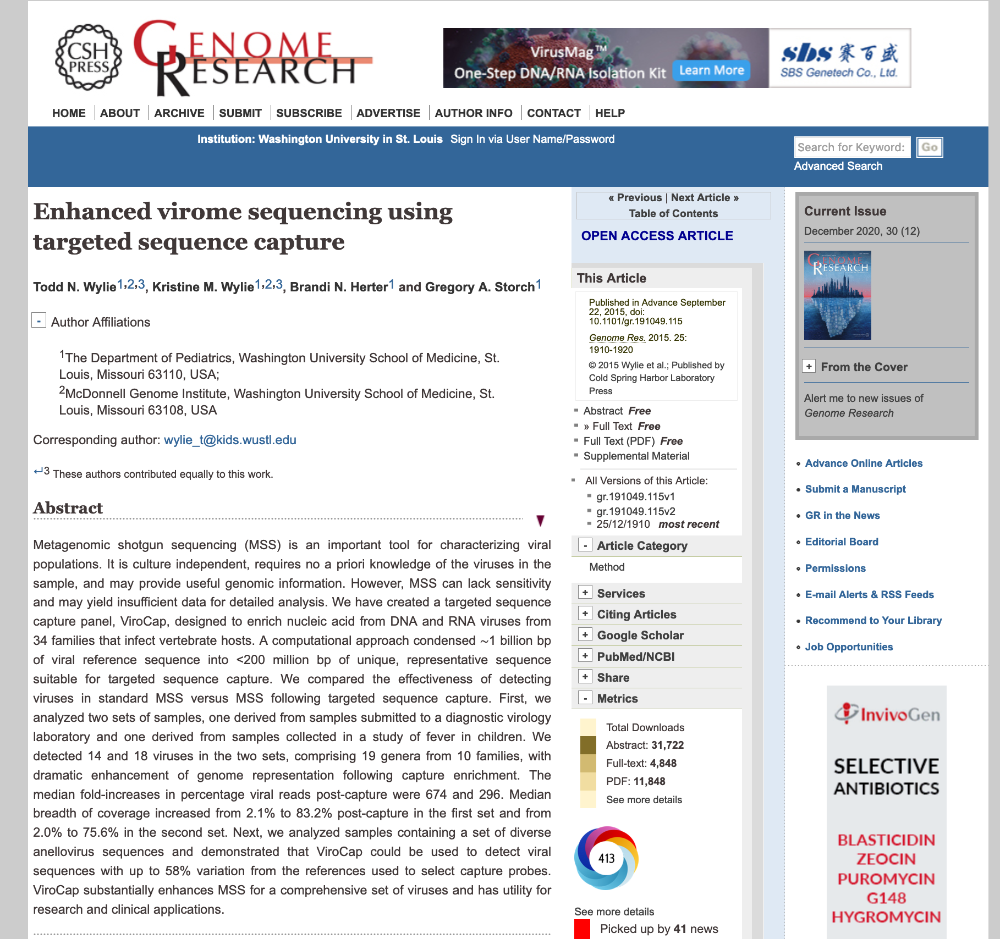 CSH
PRESS
GENOME
RESEARCH
VirusMag™
One-Step DNA/RNA Isolation Kit
Learn More
sbs 赛百盛
SBS Genetech Co., Ltd.
HOME ABOUT ARCHIVE SUBMIT SUBSCRIBE ADVERTISE AUTHOR INFO CONTACT HELP
Institution: Washington University in St. Louis Sign In via User Name/Password
Search for Keyword: Go
Advanced Search
Enhanced virome sequencing using
targeted sequence capture
Todd N. Wylie1,2,3, Kristine M. Wylie1,2,3, Brandi N. Herter1 and Gregory A. Storch1
- Author Affiliations
1The Department of Pediatrics, Washington University School of Medicine, St.
Louis, Missouri 63110, USA;
2McDonnell Genome Institute, Washington University School of Medicine, St.
Louis, Missouri 63108, USA
Corresponding author: wylie_t@kids.wustl.edu
↵3 These authors contributed equally to this work.
Abstract
Metagenomic shotgun sequencing (MSS) is an important tool for characterizing viral
populations. It is culture independent, requires no a priori knowledge of the viruses in the
sample, and may provide useful genomic information. However, MSS can lack sensitivity
and may yield insufficient data for detailed analysis. We have created a targeted sequence
capture panel, ViroCap, designed to enrich nucleic acid from DNA and RNA viruses from
34 families that infect vertebrate hosts. A computational approach condensed ~1 billion bp
of viral reference sequence into <200 million bp of unique, representative sequence
suitable for targeted sequence capture. We compared the effectiveness of detecting
viruses in standard MSS versus MSS following targeted sequence capture. First, we
analyzed two sets of samples, one derived from samples submitted to a diagnostic virology
laboratory and one derived from samples collected in a study of fever in children. We
detected 14 and 18 viruses in the two sets, comprising 19 genera from 10 families, with
dramatic enhancement of genome representation following capture enrichment. The
median fold-increases in percentage viral reads post-capture were 674 and 296. Median
breadth of coverage increased from 2.1% to 83.2% post-capture in the first set and from
2.0% to 75.6% in the second set. Next, we analyzed samples containing a set of diverse
anellovirus sequences and demonstrated that ViroCap could be used to detect viral
sequences with up to 58% variation from the references used to select capture probes.
ViroCap substantially enhances MSS for a comprehensive set of viruses and has utility for
research and clinical applications.
« Previous | Next Article »
Table of Contents
OPEN ACCESS ARTICLE
This Article
Published in Advance September
22, 2015, doi:
10.1101/gr.191049.115
Genome Res. 2015. 25:
1910-1920
© 2015 Wylie et al.; Published by
Cold Spring Harbor Laboratory
Press
Abstract Free
» Full Text Free
Full Text (PDF) Free
Supplemental Material
All Versions of this Article:
gr.191049.115v1
gr.191049.115v2
25/12/1910 most recent
- Article Category
Method
+ Services
+ Citing Articles
+ Google Scholar
+ PubMed/NCBI
+ Share
- Metrics
Total Downloads
Abstract: 31,722
Full-text: 4,848
PDF: 11,848
See more details
413
See more details
Picked up by 41 news
Current Issue
December 2020, 30 (12)
GENOME
RESEARCH
+ From the Cover
Alert me to new issues of
Genome Research
Advance Online Articles
Submit a Manuscript
GR in the News
Editorial Board
Permissions
E-mail Alerts & RSS Feeds
Recommend to Your Library
Job Opportunities
InvivoGen
SELECTIVE
ANTIBIOTICS
BLASTICIDIN
ZEOCIN
PUROMYCIN
G148
HYGROMYCIN